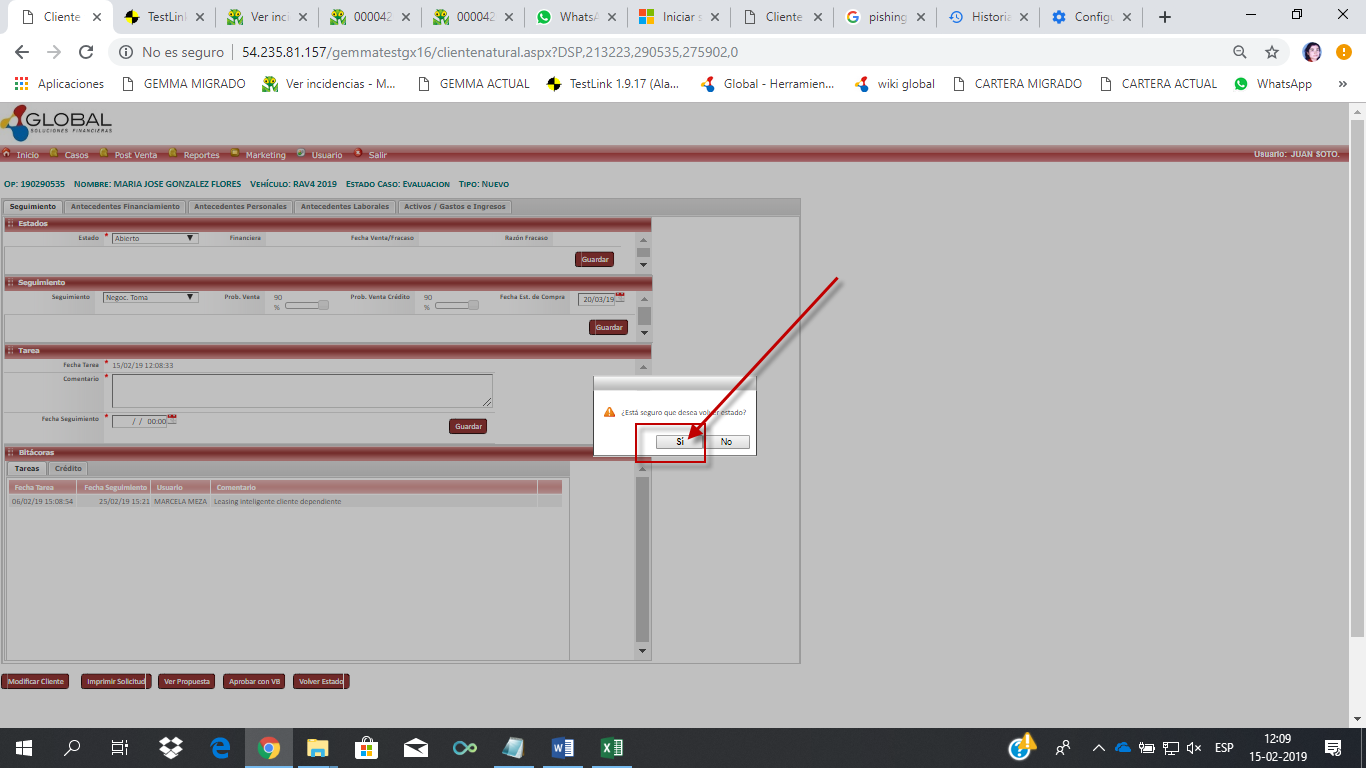 Cliente
TestLink
Ver inci
000042
000042
WhatsA
Iniciar s
Cliente
pishing
Historia
Configu
No es seguro | 54.235.81.157/gemmatestgx16/clientenatural.aspx?DSP,213223,290535,275902,0
Aplicaciones
GEMMA MIGRADO
Ver incidencias - M...
GEMMA ACTUAL
TestLink 1.9.17 (Ala...
Global - Herramien...
wiki global
CARTERA MIGRADO
CARTERA ACTUAL
WhatsApp
»
GLOBAL
SOLUCIONES FINANCIERAS
Inicio Casos Post Venta Reportes Marketing Usuario Salir
Usuario: JUAN SOTO.
OP: 190290535 NOMBRE: MARIA JOSE GONZALEZ FLORES VEHÍCULO: RAV4 2019 ESTADO CASO: EVALUACION TIPO: NUEVO
Seguimiento
Antecedentes Financiamiento
Antecedentes Personales
Antecedentes Laborales
Activos / Gastos e Ingresos
Estados
Estado * Abierto Financiera Fecha Venta/Fracaso Razón Fracaso
Guardar
Seguimiento
Seguimiento Negoc. Toma Prob. Venta 90 % Prob. Venta Crédito 90 % Fecha Est. de Compra 20/03/19
Guardar
Tarea
Fecha Tarea * 15/02/19 12:08:33
Comentario *
Fecha Seguimiento * / / 00:00
Guardar
¿Está seguro que desea volver estado?
Si
No
Bitácoras
Tareas
Crédito
Fecha Tarea Fecha Seguimiento Usuario Comentario
06/02/19 15:08:54 25/02/19 15:21 MARCELA MEZA Leasing inteligente cliente dependiente
Modificar Cliente
Imprimir Solicitud
Ver Propuesta
Aprobar con VB
Volver Estado
ESP
12:09
15-02-2019